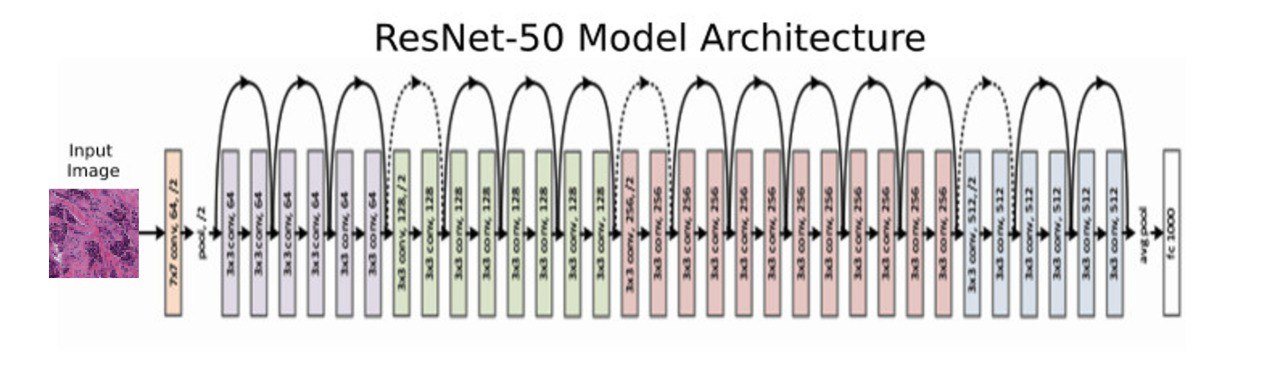 ResNet-50 Model Architecture
Input
Image
7x7 conv, 64, /2
pool, /2
3x3 conv, 64
3x3 conv, 64
3x3 conv, 64
3x3 conv, 64
3x3 conv, 64
3x3 conv, 64
3x3 conv, 128, /2
3x3 conv, 128
3x3 conv, 128
3x3 conv, 128
3x3 conv, 128
3x3 conv, 128
3x3 conv, 128
3x3 conv, 128
3x3 conv, 256, /2
3x3 conv, 256
3x3 conv, 256
3x3 conv, 256
3x3 conv, 256
3x3 conv, 256
3x3 conv, 256
3x3 conv, 256
3x3 conv, 256
3x3 conv, 256
3x3 conv, 256
3x3 conv, 256
3x3 conv, 512, /2
3x3 conv, 512
3x3 conv, 512
3x3 conv, 512
3x3 conv, 512
3x3 conv, 512
avg pool
fc 1000